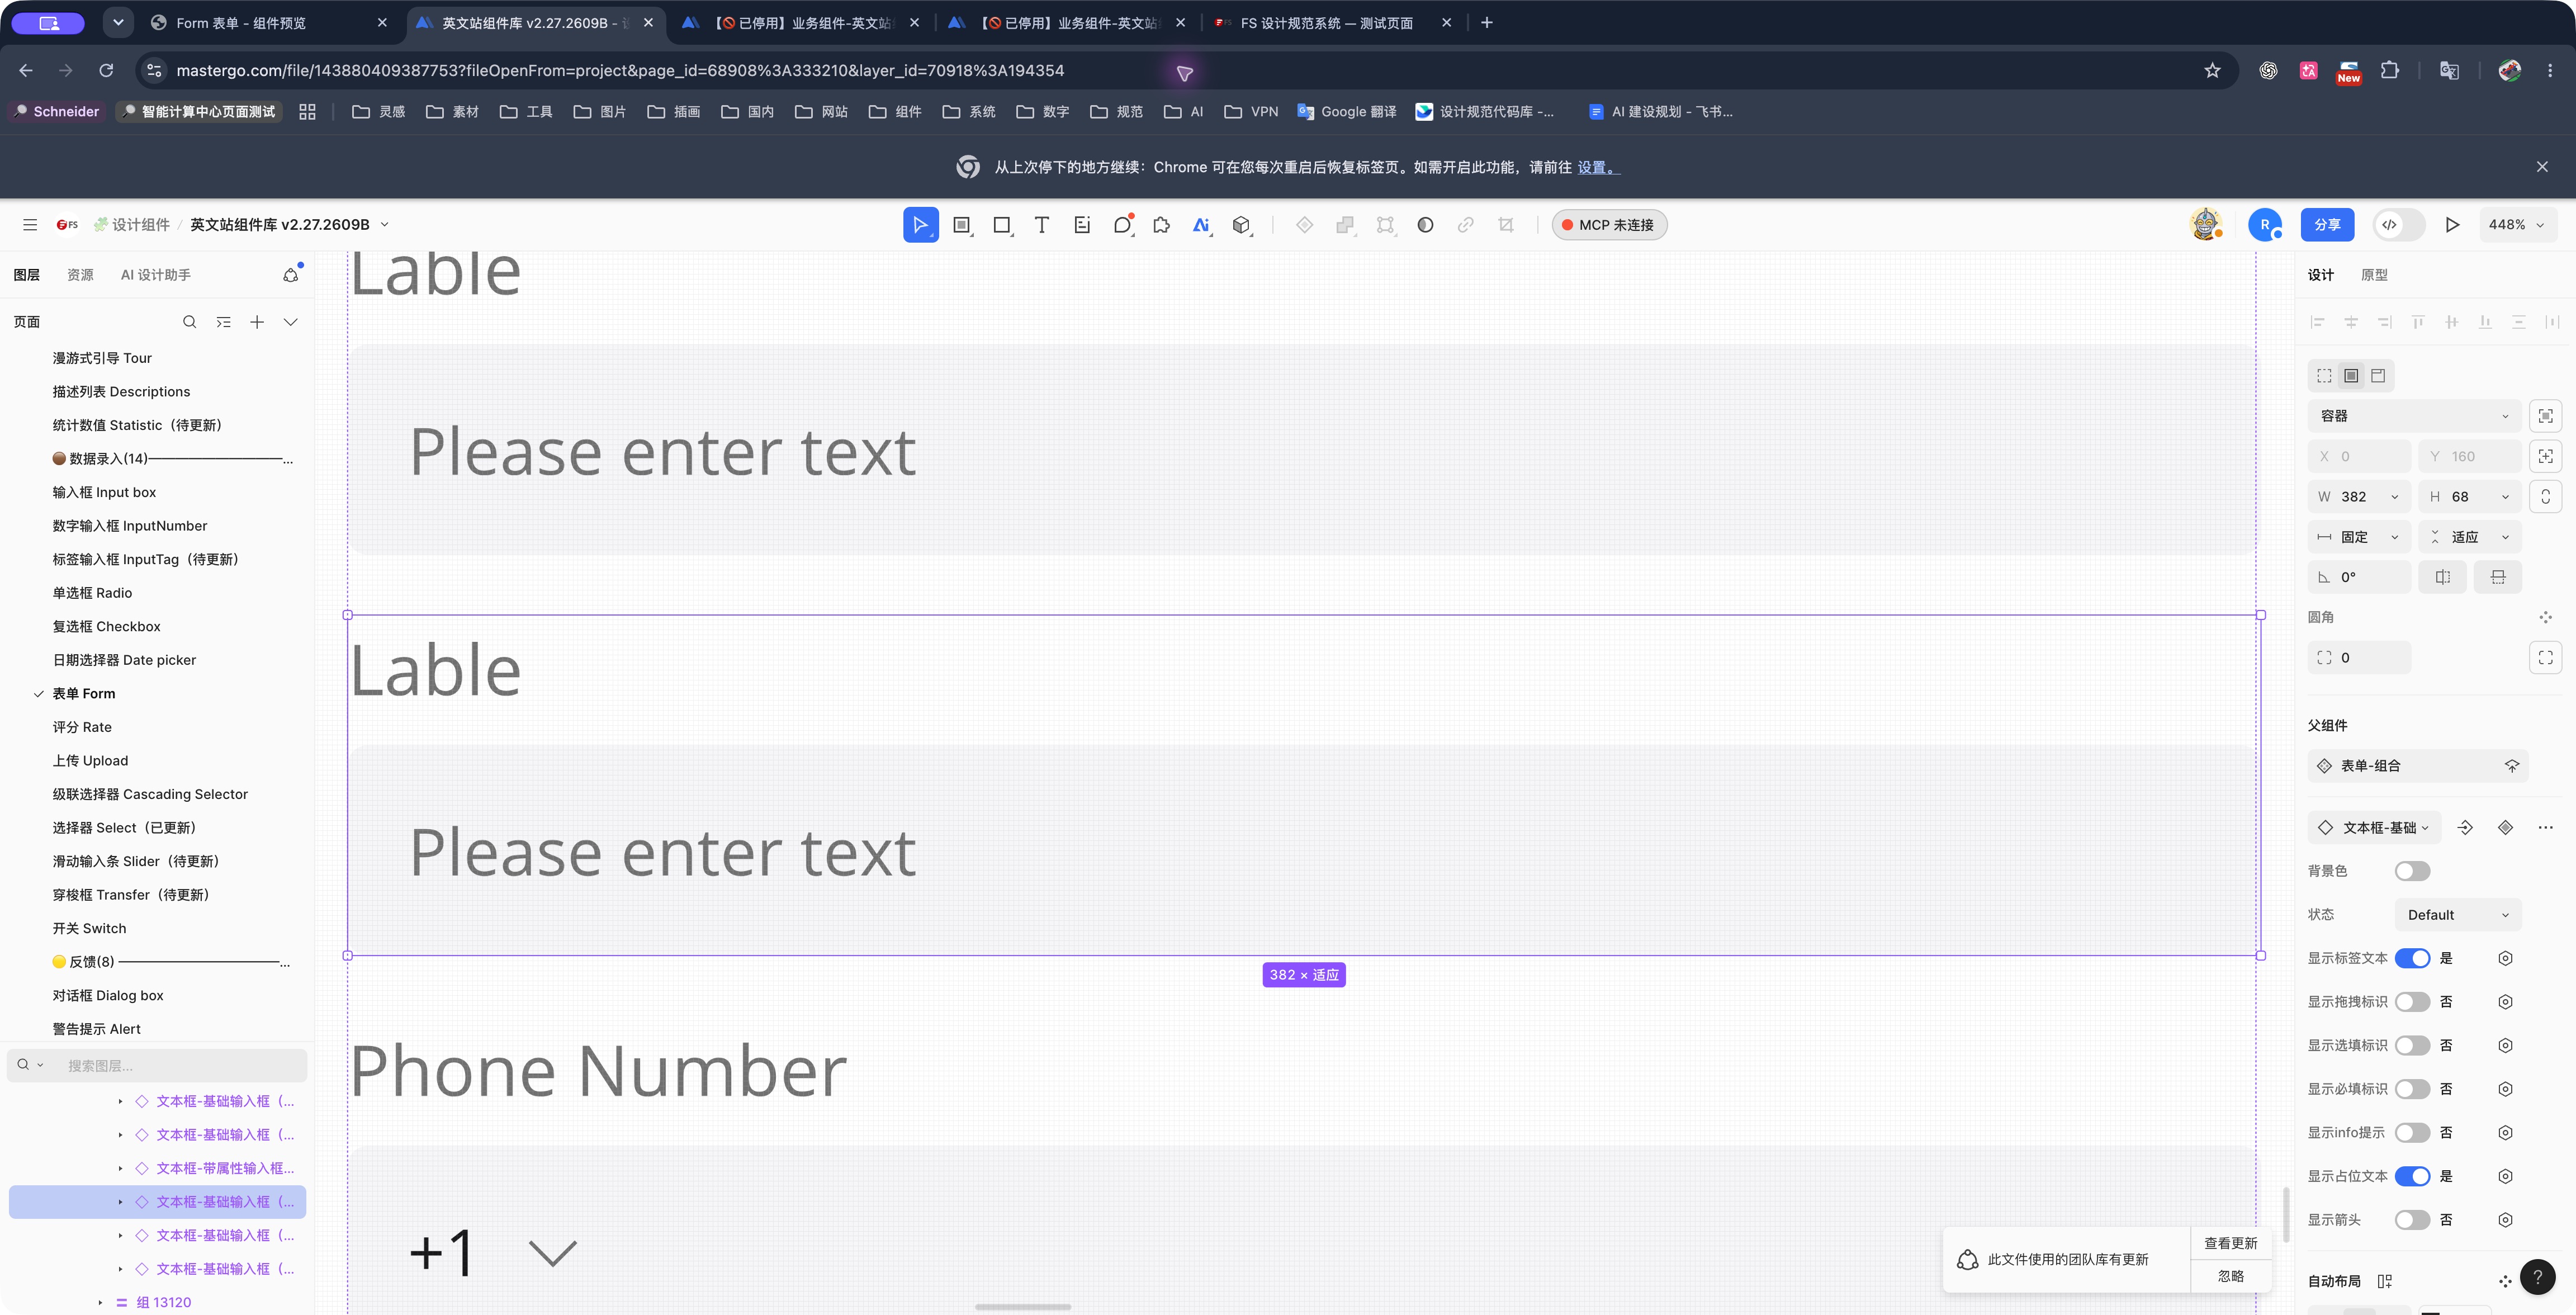 Form 表单 - 组件预览
英文站组件库 v2.27.2609B -
【🚫已停用】业务组件-英文站
【🚫已停用】业务组件-英文站
FS 设计规范系统 — 测试页面
mastergo.com/file/143880409387753?fileOpenFrom=project&page_id=68908%3A333210&layer_id=70918%3A194354
New
Schneider
智能计算中心页面测试
灵感
素材
工具
图片
插画
国内
网站
组件
系统
数字
规范
AI
VPN
Google 翻译
设计规范代码库 -...
AI 建设规划 - 飞书...
从上次停下的地方继续：Chrome 可在您每次重启后恢复标签页。如需开启此功能，请前往 设置。
FS
设计组件 / 英文站组件库 v2.27.2609B
Ai
MCP 未连接
R
分享
448%
图层
资源
AI 设计助手
页面
漫游式引导 Tour
描述列表 Descriptions
统计数值 Statistic（待更新）
🟤 数据录入(14)————————————...
输入框 Input box
数字输入框 InputNumber
标签输入框 InputTag（待更新）
单选框 Radio
复选框 Checkbox
日期选择器 Date picker
表单 Form
评分 Rate
上传 Upload
级联选择器 Cascading Selector
选择器 Select（已更新）
滑动输入条 Slider（待更新）
穿梭框 Transfer（待更新）
开关 Switch
🟡 反馈(8) ————————————...
对话框 Dialog box
警告提示 Alert
搜索图层...
文本框-基础输入框（...
文本框-基础输入框（...
文本框-带属性输入框...
文本框-基础输入框（...
文本框-基础输入框（...
文本框-基础输入框（...
组 13120
Lable
Please enter text
Lable
Please enter text
382 × 适应
Phone Number
+1
此文件使用的团队库有更新
查看更新
忽略
设计
原型
容器
X 0
Y 160
W 382
H 68
固定
适应
0°
圆角
0
父组件
表单-组合
文本框-基础
背景色
状态
Default
显示标签文本 是
显示拖拽标识 否
显示选填标识 否
显示必填标识 否
显示info提示 否
显示占位文本 是
显示箭头 否
自动布局
?